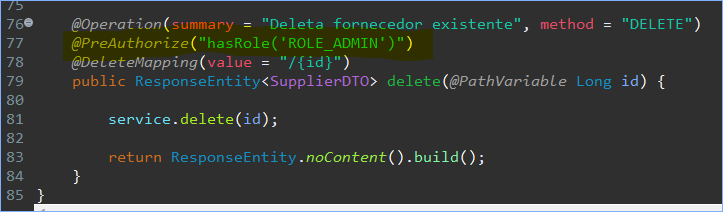 75
76 @Operation(summary = "Deleta fornecedor existente", method = "DELETE")
77 @PreAuthorize("hasRole('ROLE_ADMIN')")
78 @DeleteMapping(value = "/{id}")
79 public ResponseEntity<SupplierDTO> delete(@PathVariable Long id) {
80
81 service.delete(id);
82
83 return ResponseEntity.noContent().build();
84 }
85 }